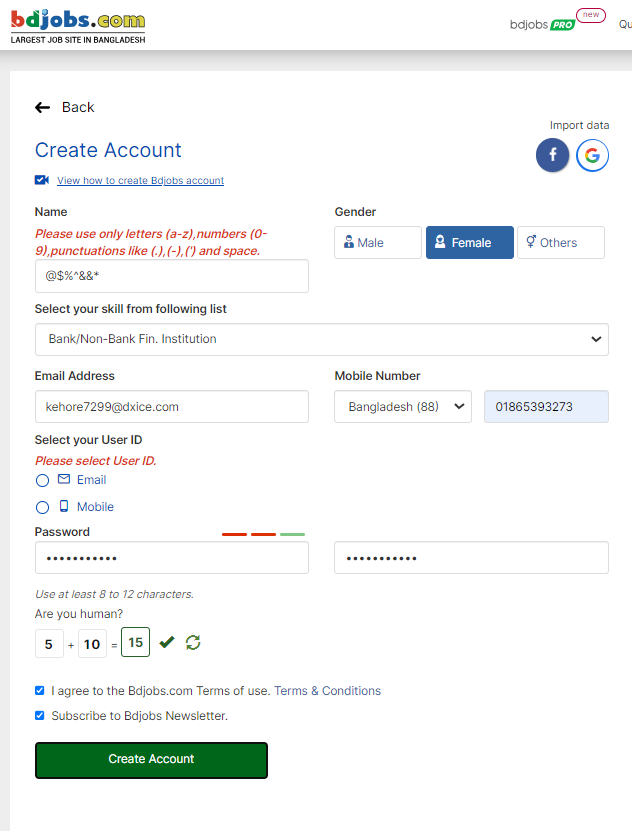 bdjobs.com
LARGEST JOB SITE IN BANGLADESH
bdjobs PRO new
Qu
Back
Import data
Create Account
f G
View how to create Bdjobs account
Name Gender
Please use only letters (a-z),numbers (0-
9),punctuations like (.),(-),(') and space.
Male Female Others
@$%^&&*
Select your skill from following list
Bank/Non-Bank Fin. Institution
Email Address Mobile Number
kehore7299@dxice.com Bangladesh (88) 01865393273
Select your User ID
Please select User ID.
Email
Mobile
Password
••••••••••• •••••••••••
Use at least 8 to 12 characters.
Are you human?
5 + 10 = 15
I agree to the Bdjobs.com Terms of use. Terms & Conditions
Subscribe to Bdjobs Newsletter.
Create Account